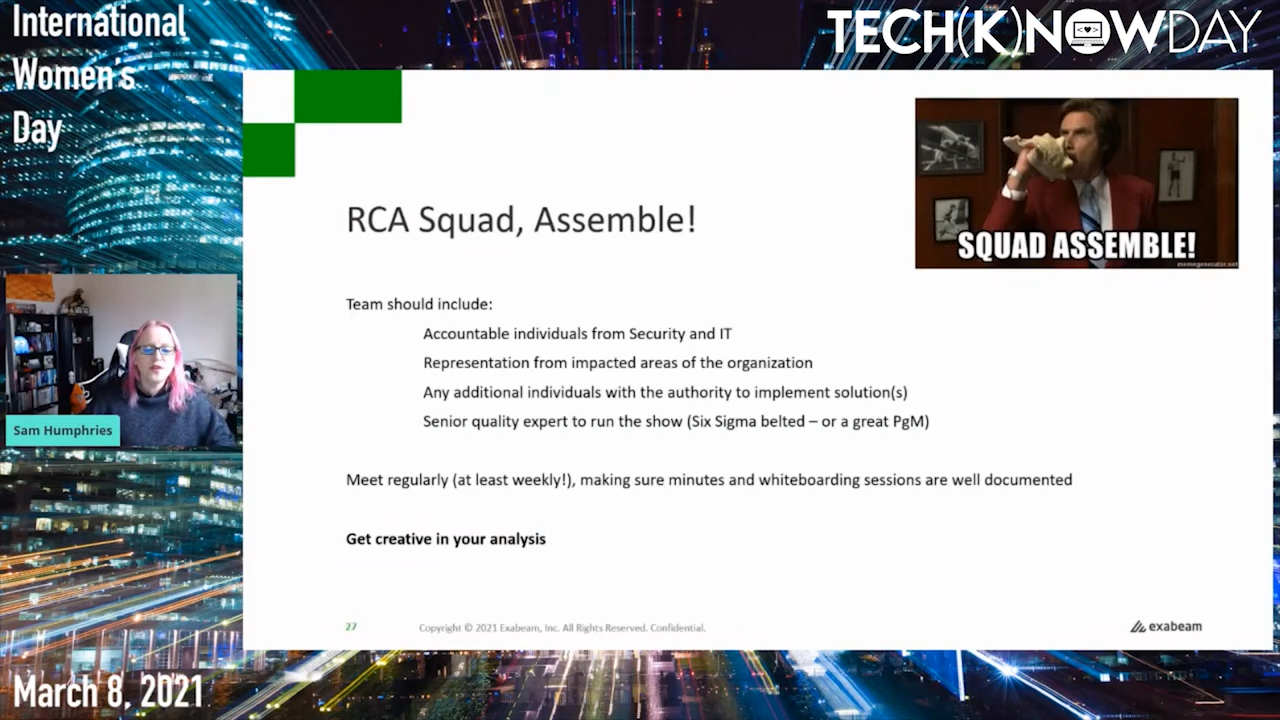 International
Women's
Day
TECH(K)NOWDAY
SQUAD ASSEMBLE!
memegenerator.net
RCA Squad, Assemble!
Team should include:
Accountable individuals from Security and IT
Representation from impacted areas of the organization
Any additional individuals with the authority to implement solution(s)
Senior quality expert to run the show (Six Sigma belted – or a great PgM)
Meet regularly (at least weekly!), making sure minutes and whiteboarding sessions are well documented
Get creative in your analysis
Sam Humphries
27
Copyright © 2021 Exabeam, Inc. All Rights Reserved. Confidential.
exabeam
March 8, 2021